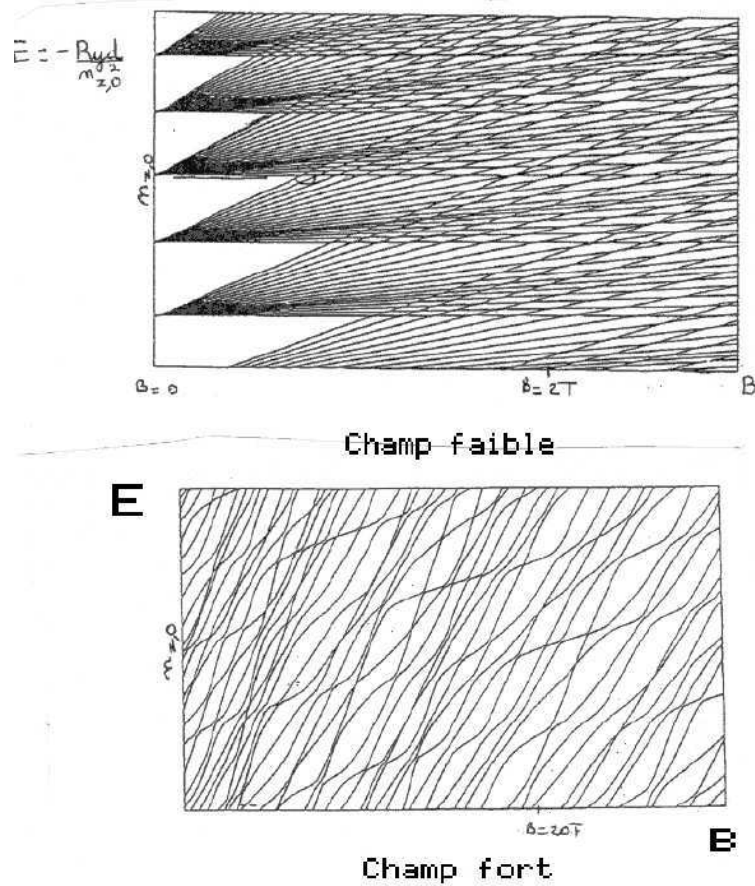 E = - Ryd
n²z,0
nz,0
B=0
B=2T
B
Champ faible
E
nz,0
B=20T
B
Champ fort